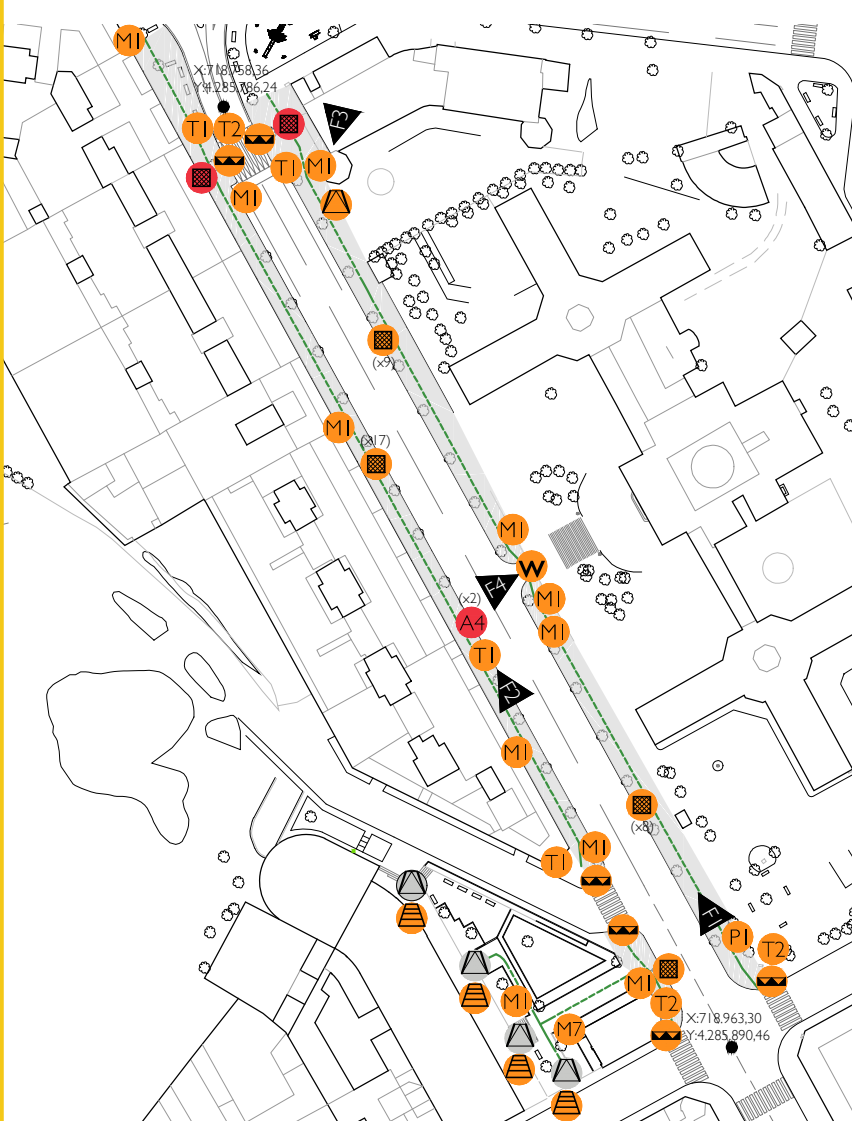 M1
X:718.758,36
Y:4.285.786,24
T1
T2
F3
T1
M1
M1
(x9)
M1
(x17)
M1
W
F4
M1
(x2)
A4
M1
T1
F2
M1
(x8)
M1
T1
F1
P1
T2
M1
M1
T2
X:718.963,30
M7
Y:4.285,890,46